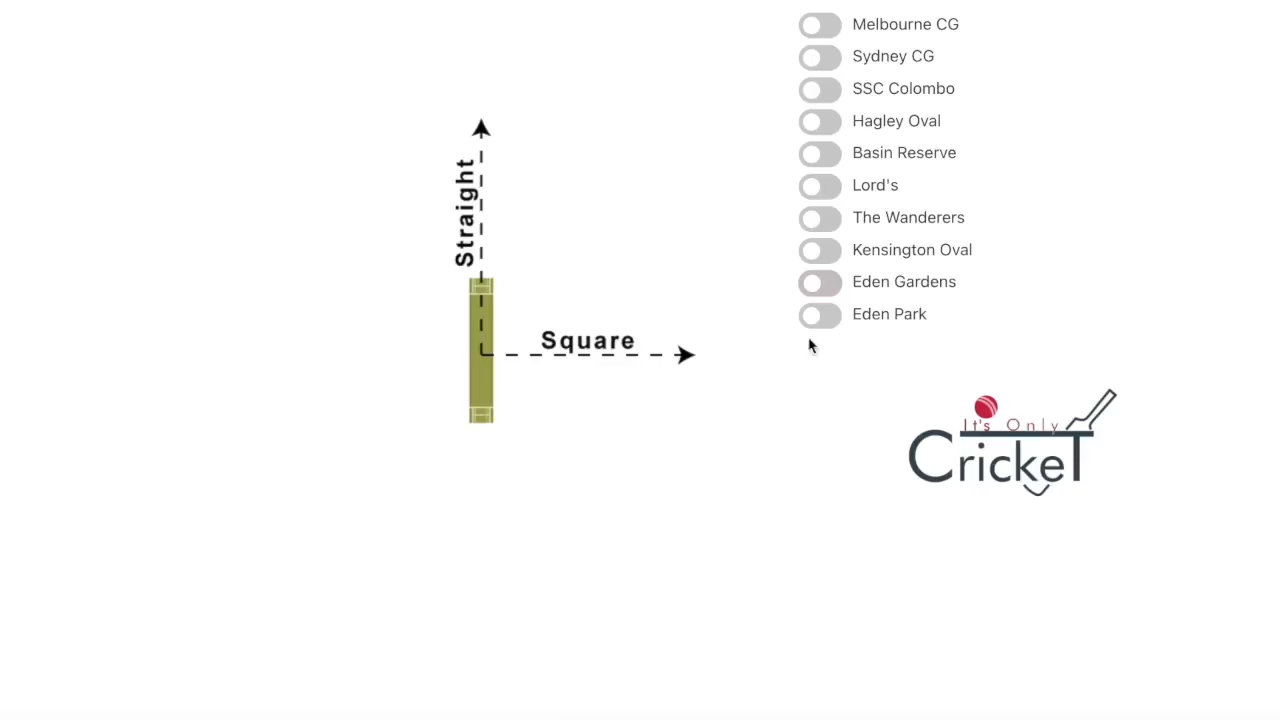 Melbourne CG
Sydney CG
SSC Colombo
Hagley Oval
Basin Reserve
Lord's
The Wanderers
Kensington Oval
Eden Gardens
Eden Park
Straight
Square
It's Only
CrickeT